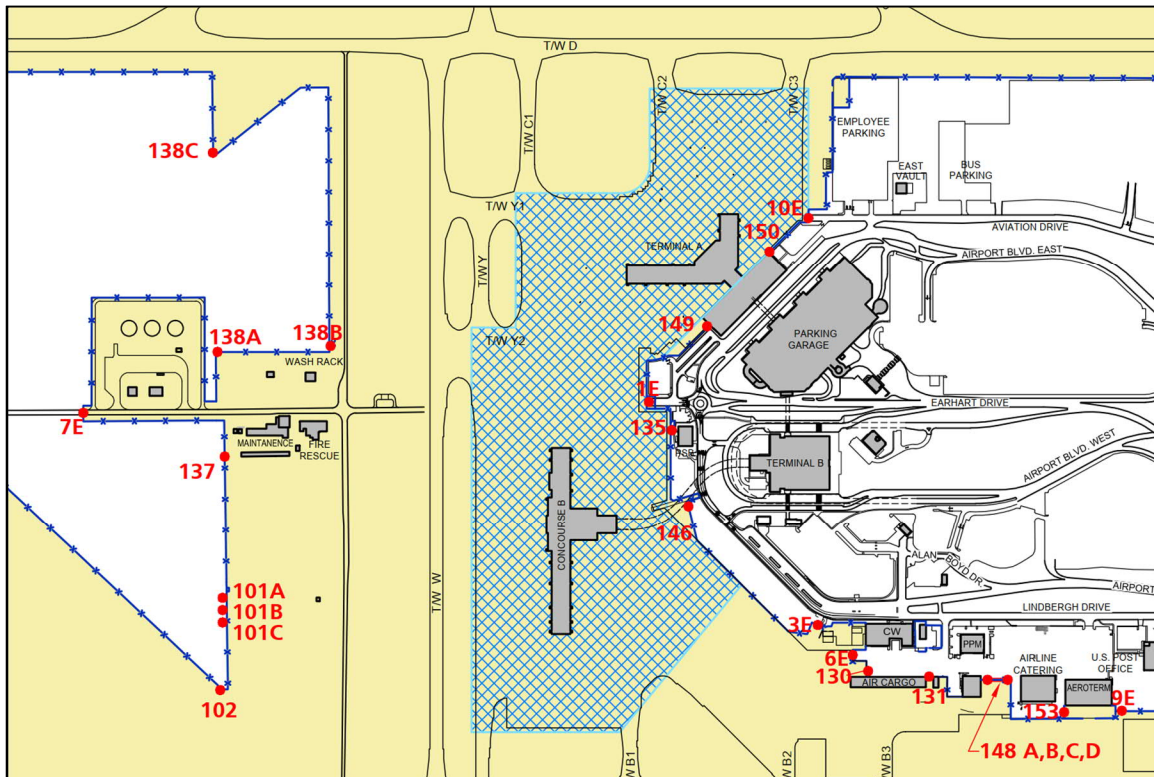 T/W D
T/W C2
T/W C3
T/W C1
EMPLOYEE
PARKING
138C
EAST
VAULT
BUS
PARKING
T/W Y1
10E
AVIATION DRIVE
150
TERMINAL A
AIRPORT BLVD. EAST
T/W Y
149
PARKING
GARAGE
T/W Y2
138A
138B
WASH RACK
1E
EARHART DRIVE
7E
135
MAINTANENCE
FIRE
RESCUE
137
TERMINAL B
AIRPORT BLVD. WEST
146
CONCOURSE B
ALAN BOYD DR.
T/W W
101A
101B
101C
AIRPORT
LINDBERGH DRIVE
3E
CW
PPM
6E
AIRLINE
CATERING
U.S. POST
OFFICE
130
AIR CARGO
131
AEROTERM
102
153
9E
148 A,B,C,D
W B1
T/W B2
T/W B3